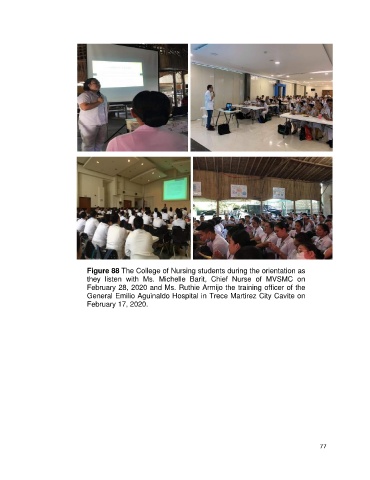 Figure 88 The College of Nursing students during the orientation as
they listen with Ms. Michelle Barit, Chief Nurse of MVSMC on
February 28, 2020 and Ms. Ruthie Armijo the training officer of the
General Emilio Aguinaldo Hospital in Trece Martirez City Cavite on
February 17, 2020.
77